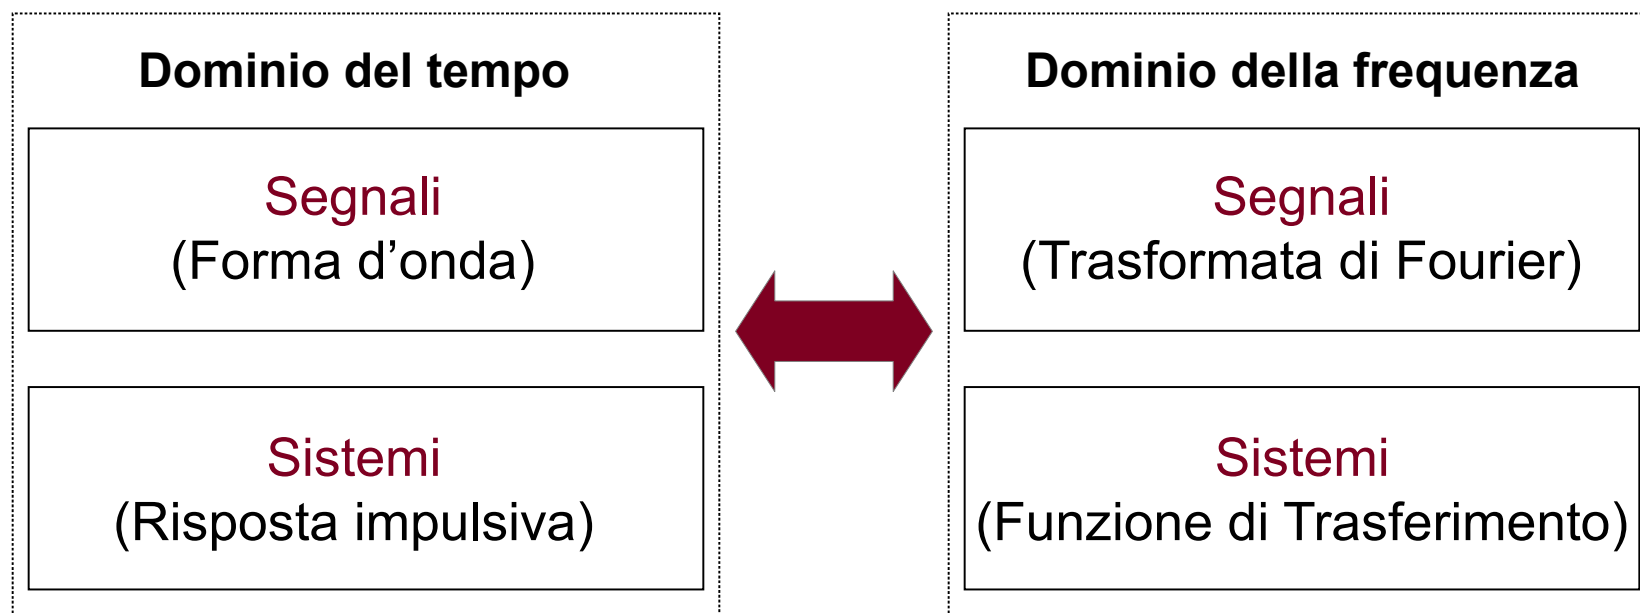 Dominio del tempo
Segnali
(Forma d’onda)
Sistemi
(Risposta impulsiva)
Dominio della frequenza
Segnali
(Trasformata di Fourier)
Sistemi
(Funzione di Trasferimento)